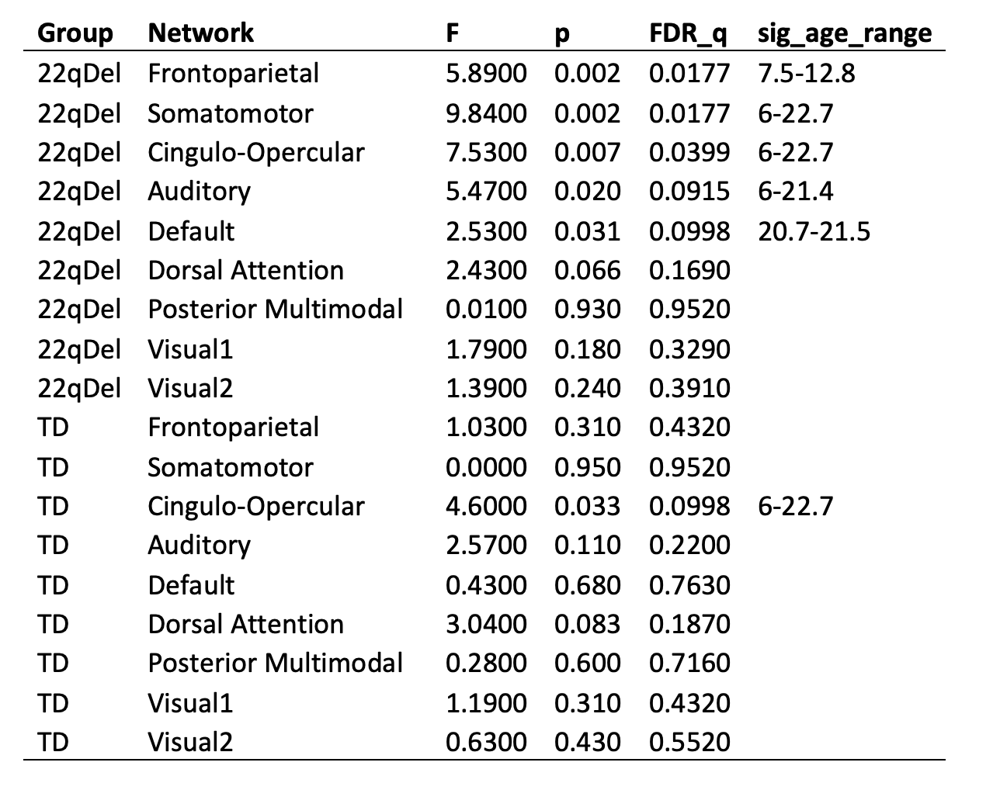 Group Network F p FDR_q sig_age_range
22qDel Frontoparietal 5.8900 0.002 0.0177 7.5-12.8
22qDel Somatomotor 9.8400 0.002 0.0177 6-22.7
22qDel Cingulo-Opercular 7.5300 0.007 0.0399 6-22.7
22qDel Auditory 5.4700 0.020 0.0915 6-21.4
22qDel Default 2.5300 0.031 0.0998 20.7-21.5
22qDel Dorsal Attention 2.4300 0.066 0.1690
22qDel Posterior Multimodal 0.0100 0.930 0.9520
22qDel Visual1 1.7900 0.180 0.3290
22qDel Visual2 1.3900 0.240 0.3910
TD Frontoparietal 1.0300 0.310 0.4320
TD Somatomotor 0.0000 0.950 0.9520
TD Cingulo-Opercular 4.6000 0.033 0.0998 6-22.7
TD Auditory 2.5700 0.110 0.2200
TD Default 0.4300 0.680 0.7630
TD Dorsal Attention 3.0400 0.083 0.1870
TD Posterior Multimodal 0.2800 0.600 0.7160
TD Visual1 1.1900 0.310 0.4320
TD Visual2 0.6300 0.430 0.5520